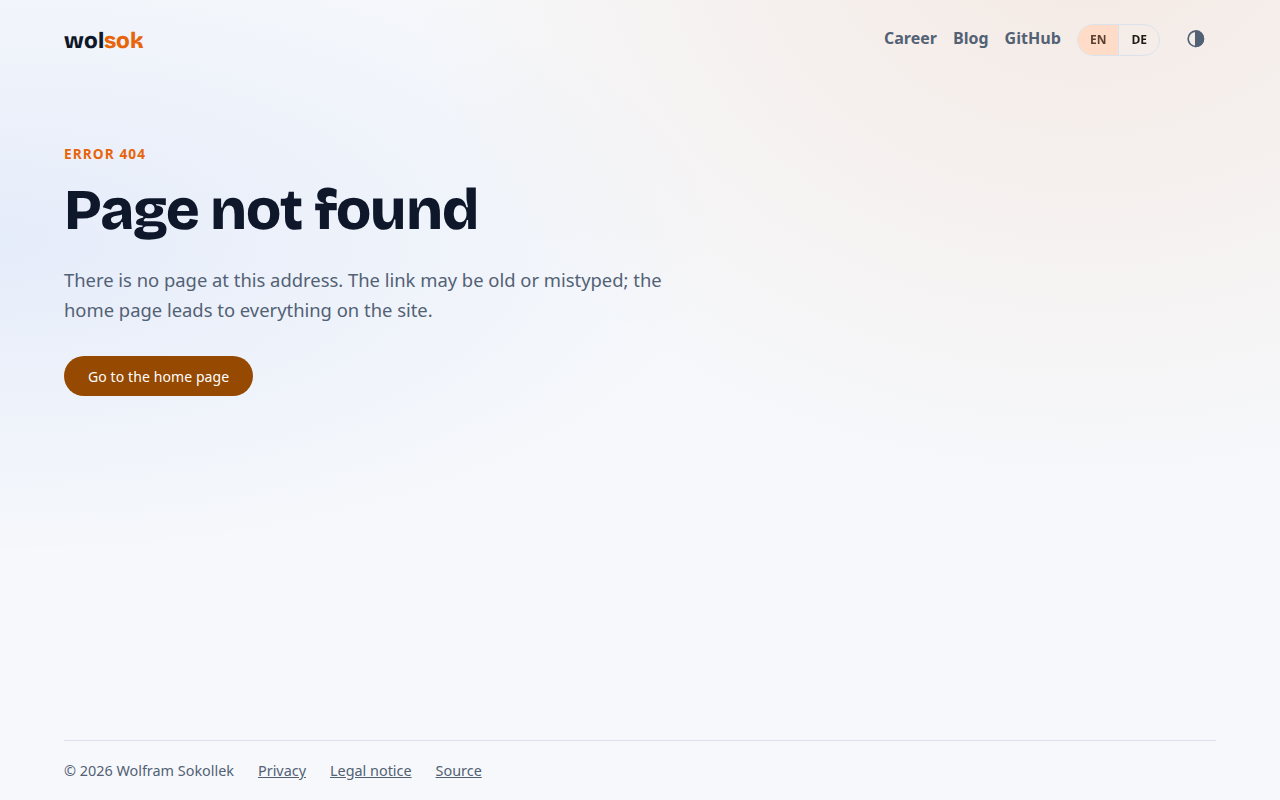 wolsok
Career Blog GitHub EN DE
ERROR 404
Page not found
There is no page at this address. The link may be old or mistyped; the
home page leads to everything on the site.
Go to the home page
© 2026 Wolfram Sokollek Privacy Legal notice Source